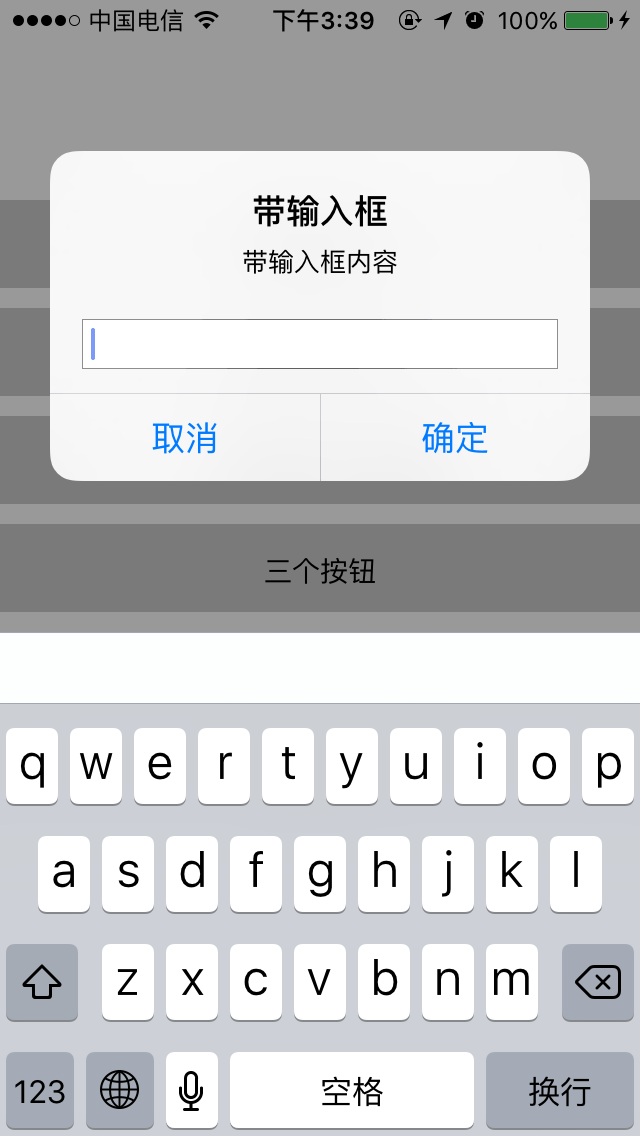 中国电信 下午3:39 100%
带输入框
带输入框内容
取消 确定
三个按钮
q w e r t y u i o p
a s d f g h j k l
z x c v b n m
123 空格 换行